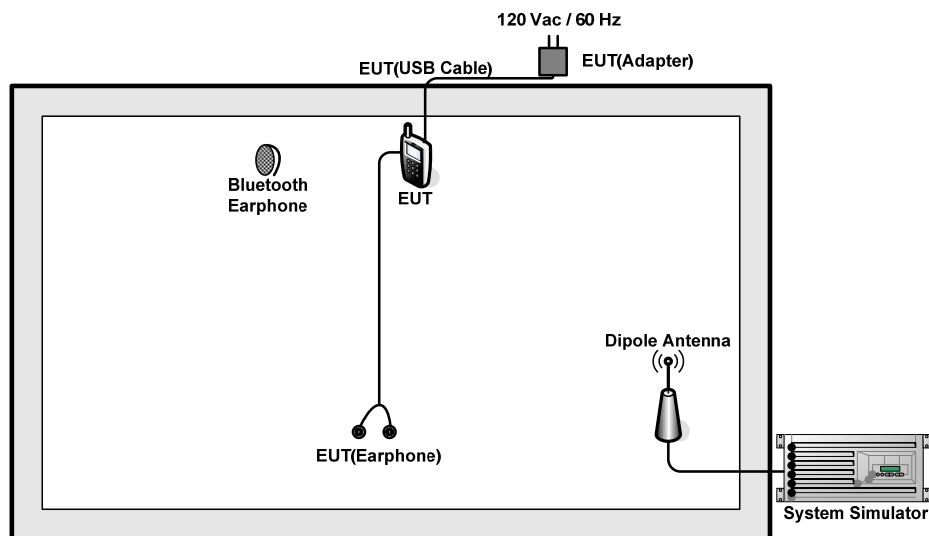 120 Vac / 60 Hz
EUT(USB Cable)
EUT(Adapter)
Bluetooth
Earphone
EUT
Dipole Antenna
EUT(Earphone)
System Simulator